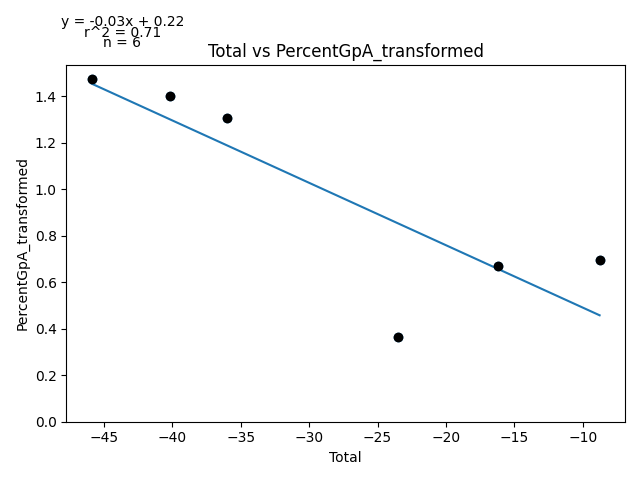 y = -0.03x + 0.22
r^2 = 0.71
n = 6
Total vs PercentGpA_transformed
PercentGpA_transformed
1.4
1.2
1.0
0.8
0.6
0.4
0.2
0.0
−45 −40 −35 −30 −25 −20 −15 −10
Total